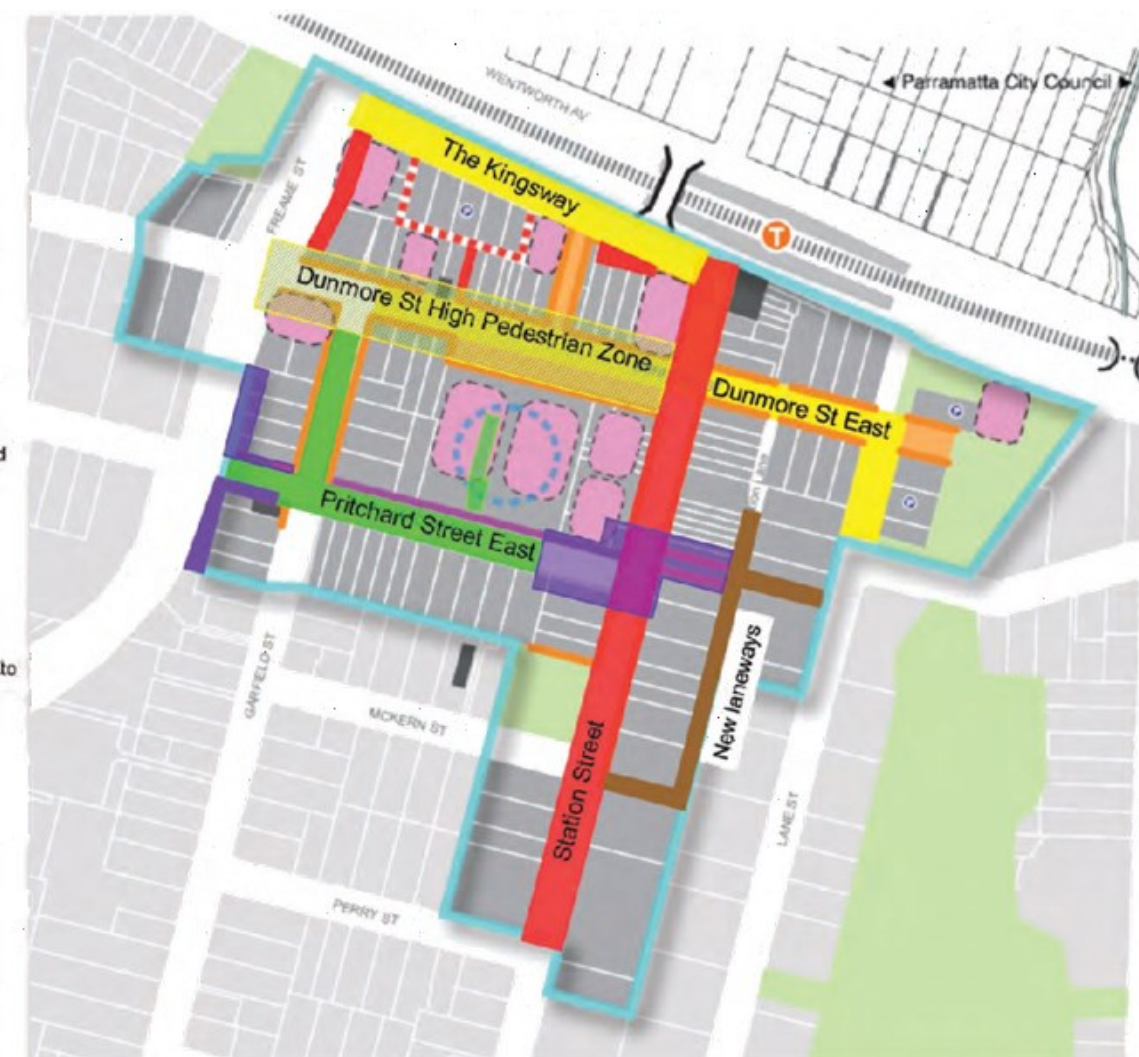 WENTWORTH AV
Parramatta City Council
The Kingsway
FREAME ST
T
Dunmore St High Pedestrian Zone
Dunmore St East
Pritchard Street East
to
New laneways
GARFIELD ST
MCKERN ST
Station Street
LANE ST
PERRY ST